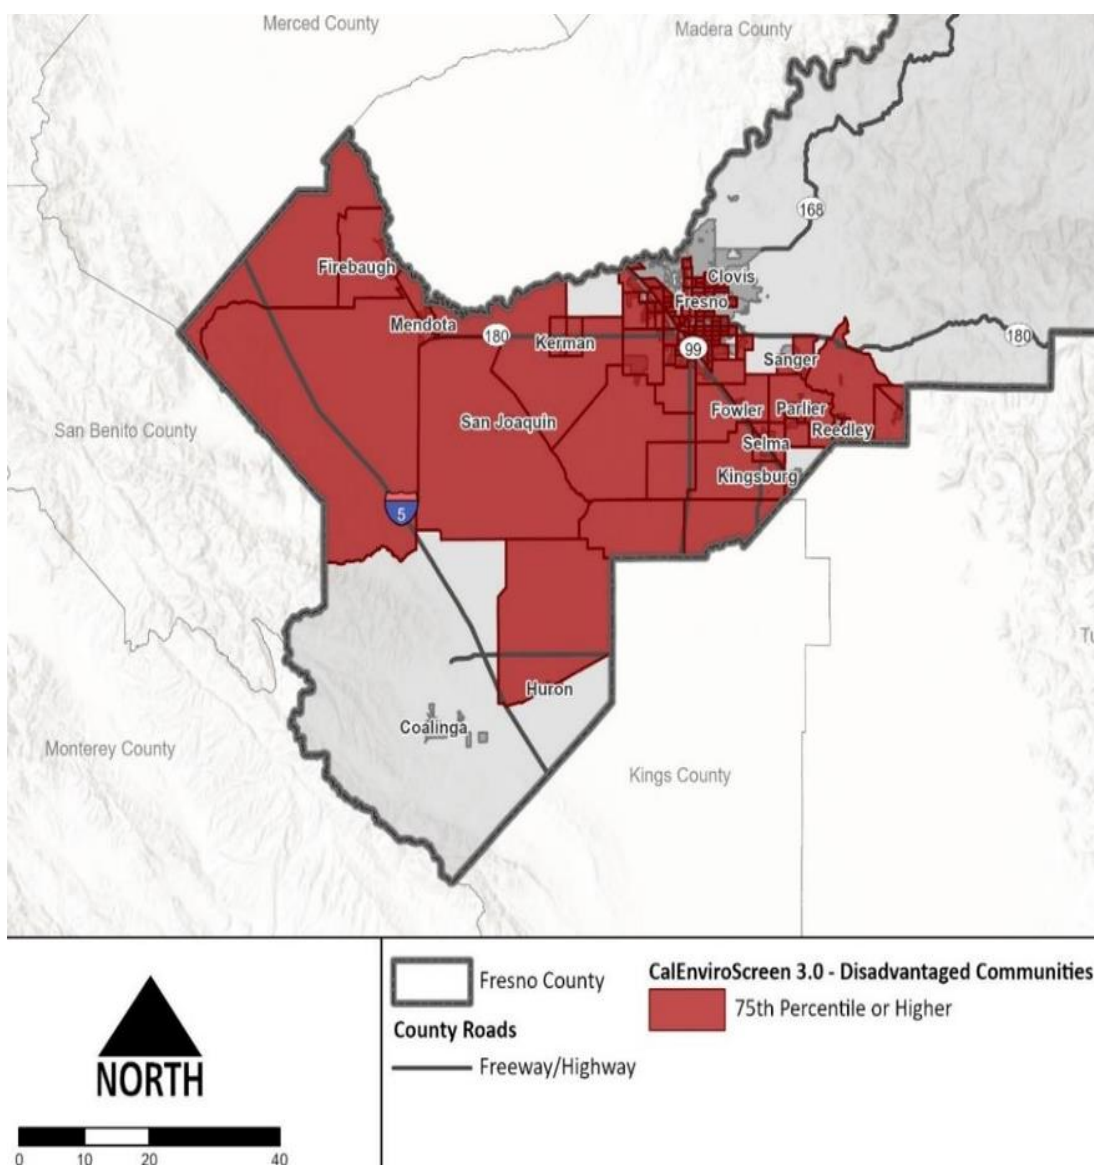 Merced County
Madera County
168
Firebaugh
Clovis
Fresno
Mendota
180
Kerman
99
Sanger
180
San Joaquin
Fowler
Parlier
San Benito County
Selma
Reedley
Kingsburg
5
Tu
Huron
Coalinga
Monterey County
Kings County
NORTH
0 10 20 40
Fresno County
County Roads
Freeway/Highway
CalEnviroScreen 3.0 - Disadvantaged Communities
75th Percentile or Higher